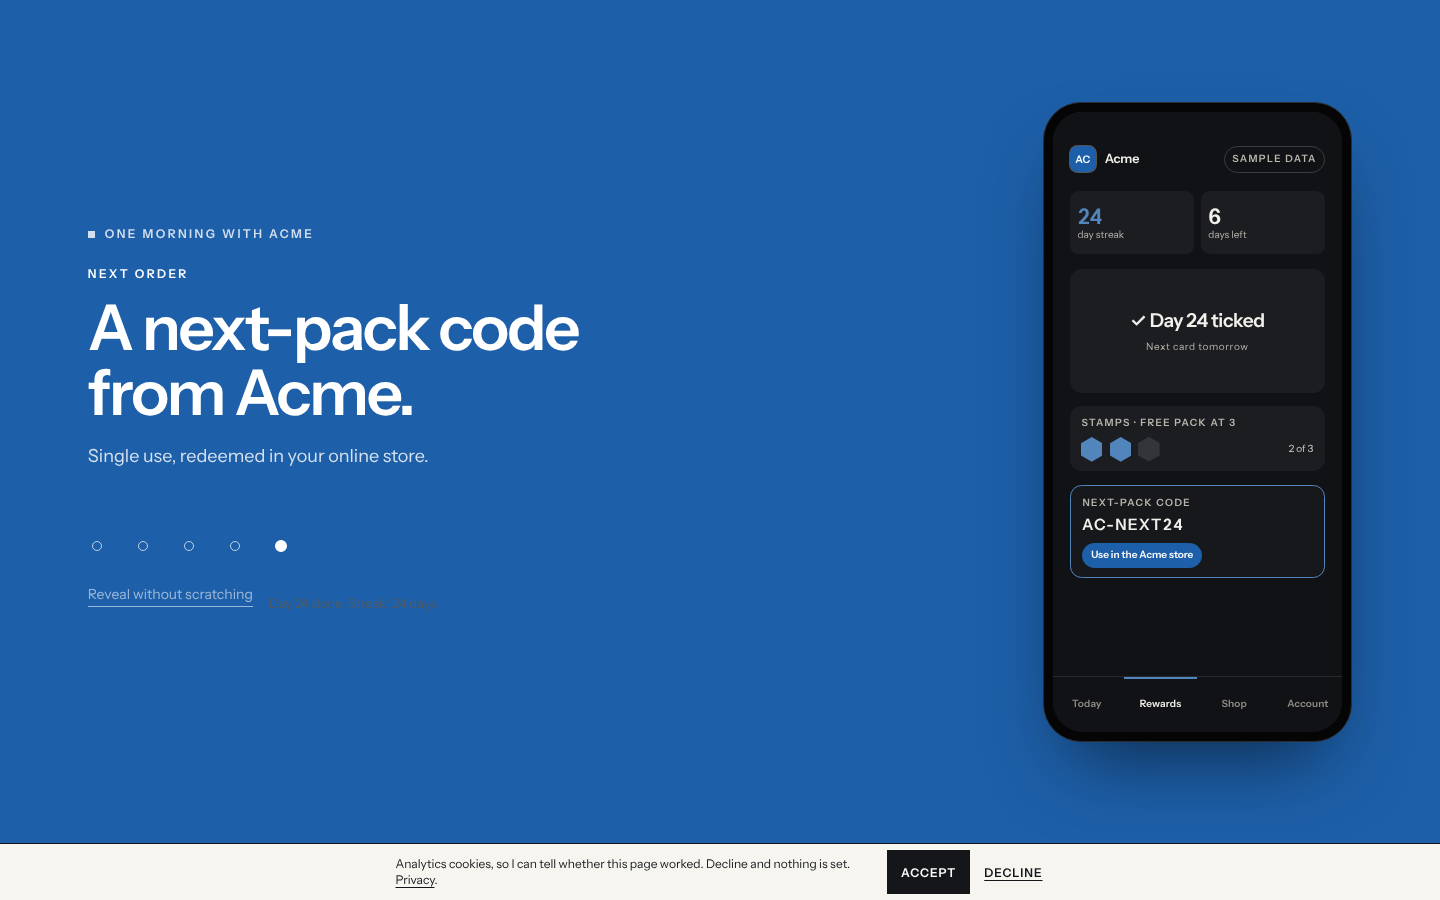 ONE MORNING WITH ACME
NEXT ORDER
A next-pack code
from Acme.
Single use, redeemed in your online store.
Reveal without scratching
AC
Acme
SAMPLE DATA
24
day streak
6
days left
✓ Day 24 ticked
Next card tomorrow
STAMPS · FREE PACK AT 3
2 of 3
NEXT-PACK CODE
AC-NEXT24
Use in the Acme store
Today
Rewards
Shop
Account
Analytics cookies, so I can tell whether this page worked. Decline and nothing is set.
Privacy.
ACCEPT
DECLINE